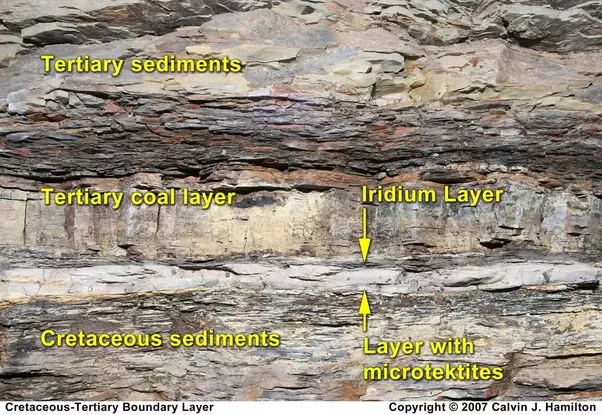 Tertiary sediments
Tertiary coal layer
Iridium Layer
Cretaceous sediments
Layer with
microtektites
Cretaceous-Tertiary Boundary Layer
Copyright © 2007 Calvin J. Hamilton